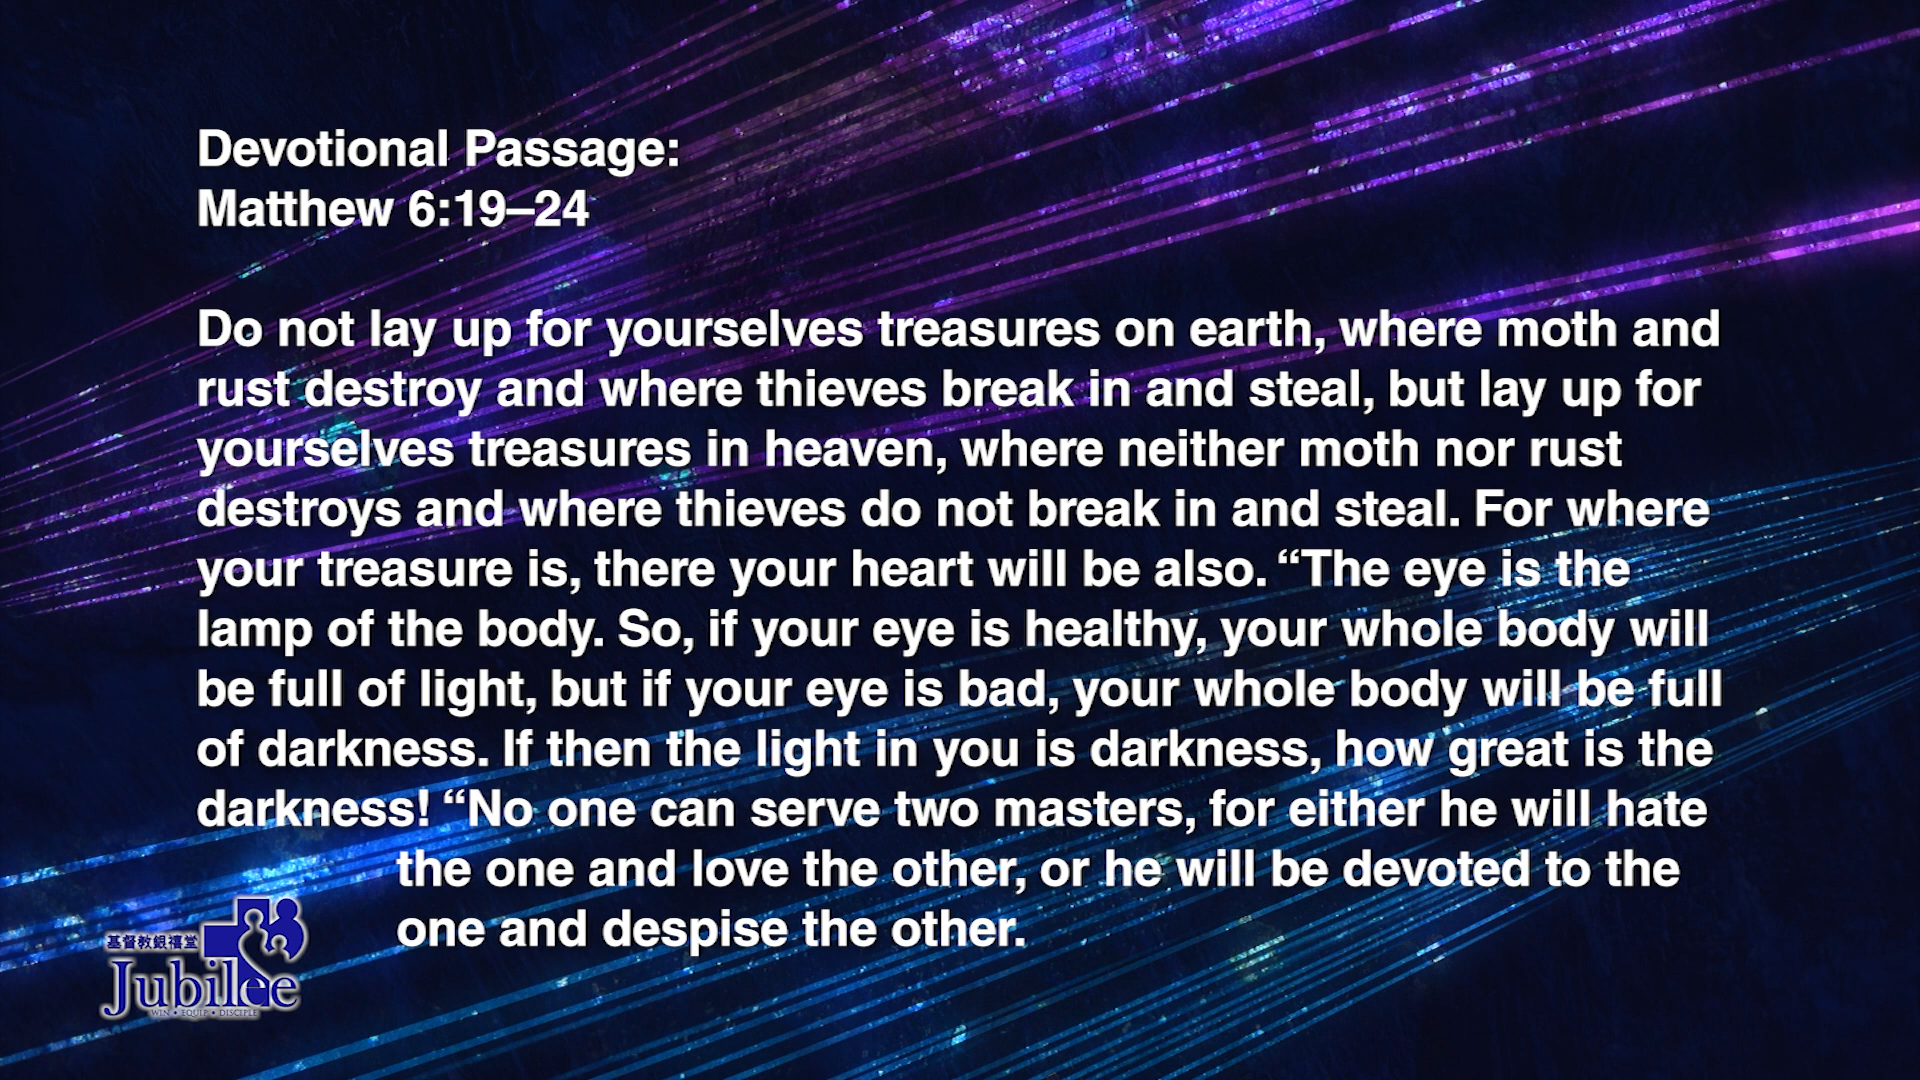 Devotional Passage:
Matthew 6:19–24
Do not lay up for yourselves treasures on earth, where moth and
rust destroy and where thieves break in and steal, but lay up for
yourselves treasures in heaven, where neither moth nor rust
destroys and where thieves do not break in and steal. For where
your treasure is, there your heart will be also. “The eye is the
lamp of the body. So, if your eye is healthy, your whole body will
be full of light, but if your eye is bad, your whole body will be full
of darkness. If then the light in you is darkness, how great is the
darkness! “No one can serve two masters, for either he will hate
the one and love the other, or he will be devoted to the
one and despise the other.
基督教銀禧堂
Jubilee
WIN • EQUIP • DISCIPLE